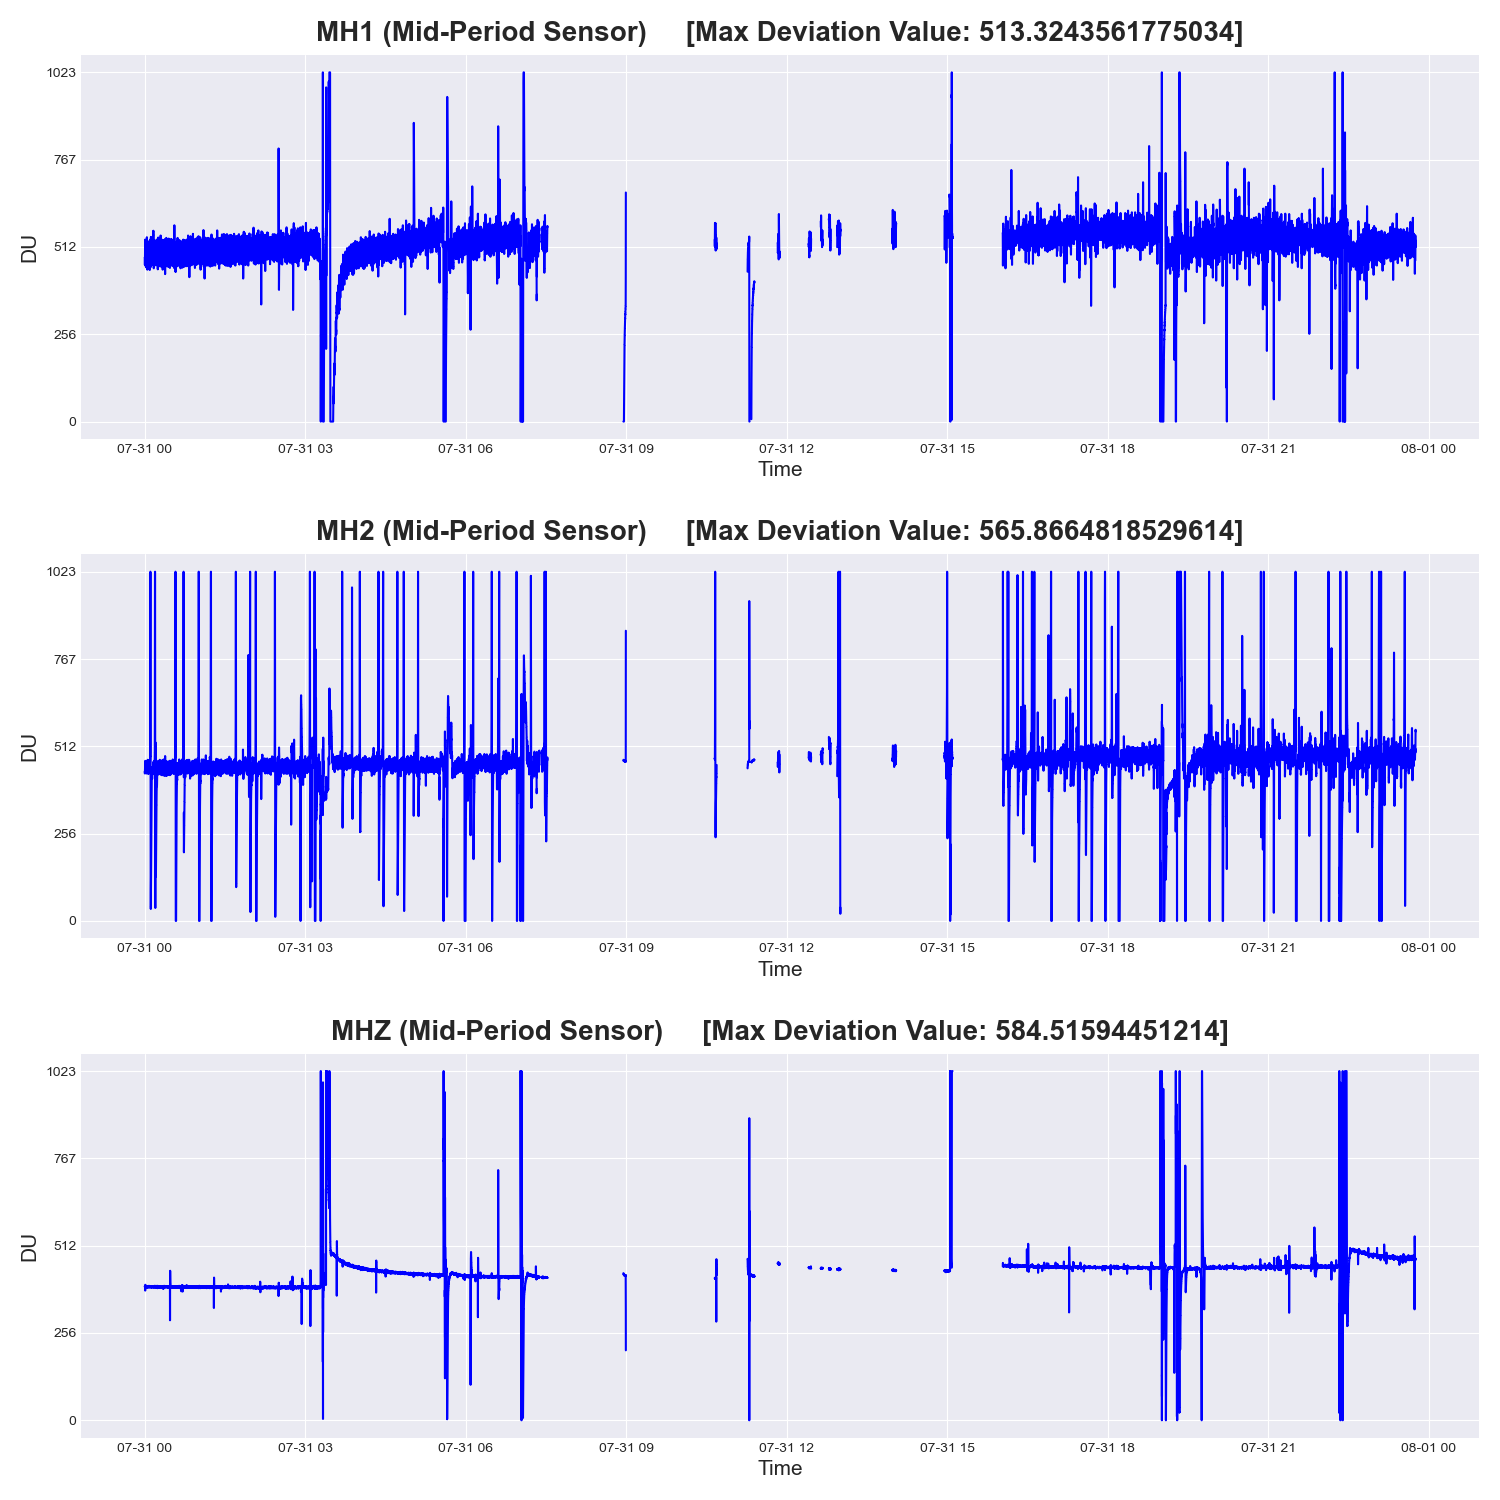 MH1 (Mid-Period Sensor) [Max Deviation Value: 513.3243561775034]
1023
767
512
256
0
DU
07-31 00 07-31 03 07-31 06 07-31 09 07-31 12 07-31 15 07-31 18 07-31 21 08-01 00
Time
MH2 (Mid-Period Sensor) [Max Deviation Value: 565.8664818529614]
1023
767
512
256
0
DU
07-31 00 07-31 03 07-31 06 07-31 09 07-31 12 07-31 15 07-31 18 07-31 21 08-01 00
Time
MHZ (Mid-Period Sensor) [Max Deviation Value: 584.51594451214]
1023
767
512
256
0
DU
07-31 00 07-31 03 07-31 06 07-31 09 07-31 12 07-31 15 07-31 18 07-31 21 08-01 00
Time